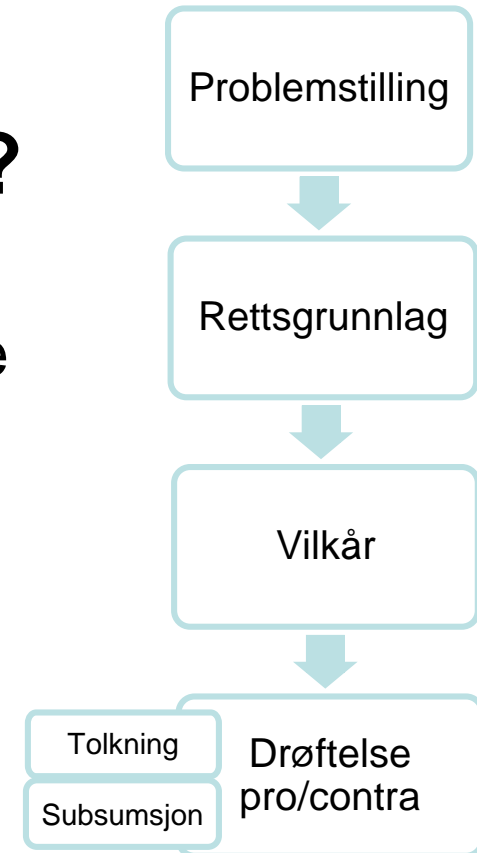 ?
e
Problemstilling
Rettsgrunnlag
Vilkår
Tolkning
Subsumsjon
Drøftelse
pro/contra